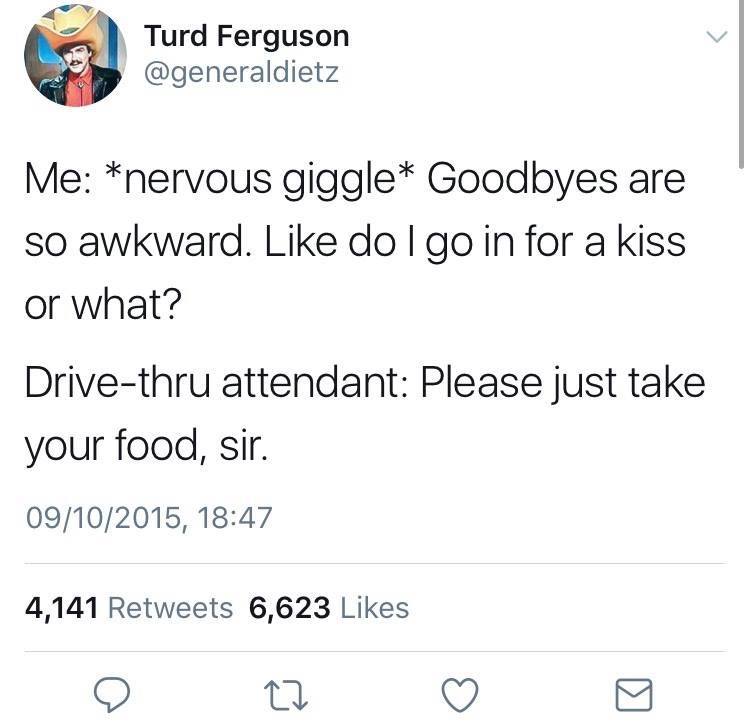 Turd Ferguson
@generaldietz
Me: *nervous giggle* Goodbyes are
so awkward. Like do I go in for a kiss
or what?
Drive-thru attendant: Please just take
your food, sir.
09/10/2015, 18:47
4,141 Retweets 6,623 Likes